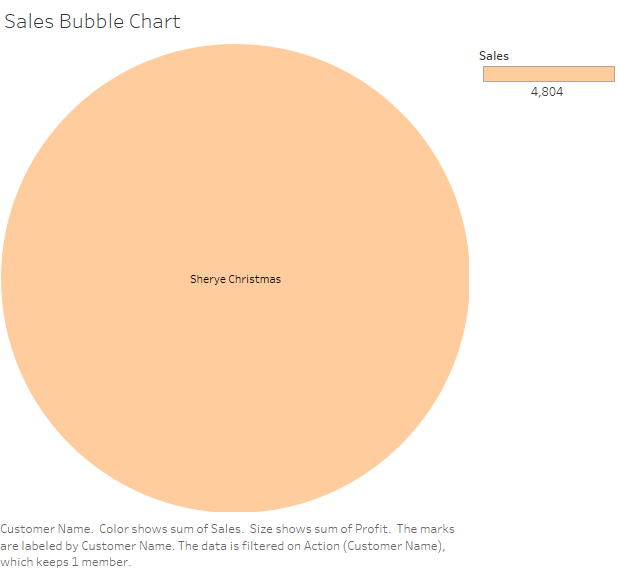 Sales Bubble Chart
Sales
4,804
Sherye Christmas
Customer Name.  Color shows sum of Sales.  Size shows sum of Profit.  The marks
are labeled by Customer Name. The data is filtered on Action (Customer Name),
which keeps 1 member.